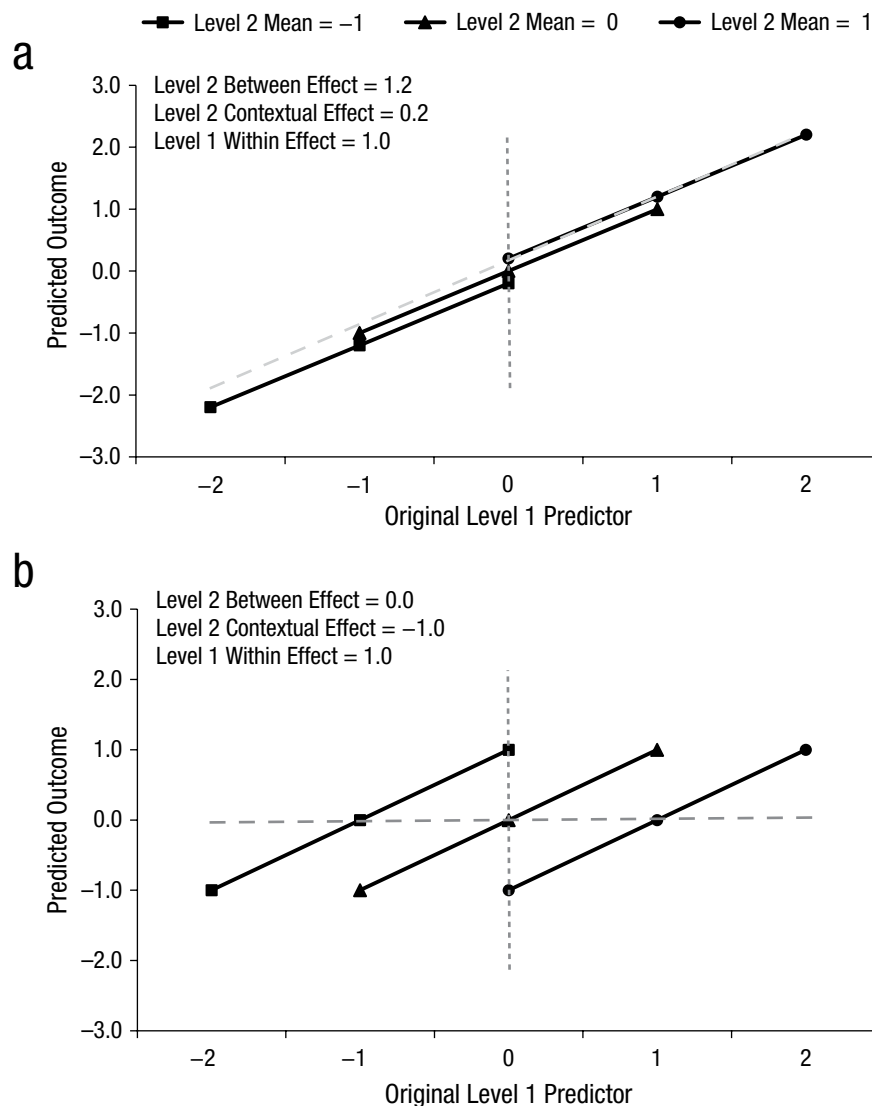 Level 2 Mean = −1 Level 2 Mean = 0 Level 2 Mean = 1
a
Level 2 Between Effect = 1.2
Level 2 Contextual Effect = 0.2
Level 1 Within Effect = 1.0
3.0
2.0
1.0
0.0
−1.0
−2.0
−3.0
Predicted Outcome
−2 −1 0 1 2
Original Level 1 Predictor
b
Level 2 Between Effect = 0.0
Level 2 Contextual Effect = −1.0
Level 1 Within Effect = 1.0
3.0
2.0
1.0
0.0
−1.0
−2.0
−3.0
Predicted Outcome
−2 −1 0 1 2
Original Level 1 Predictor